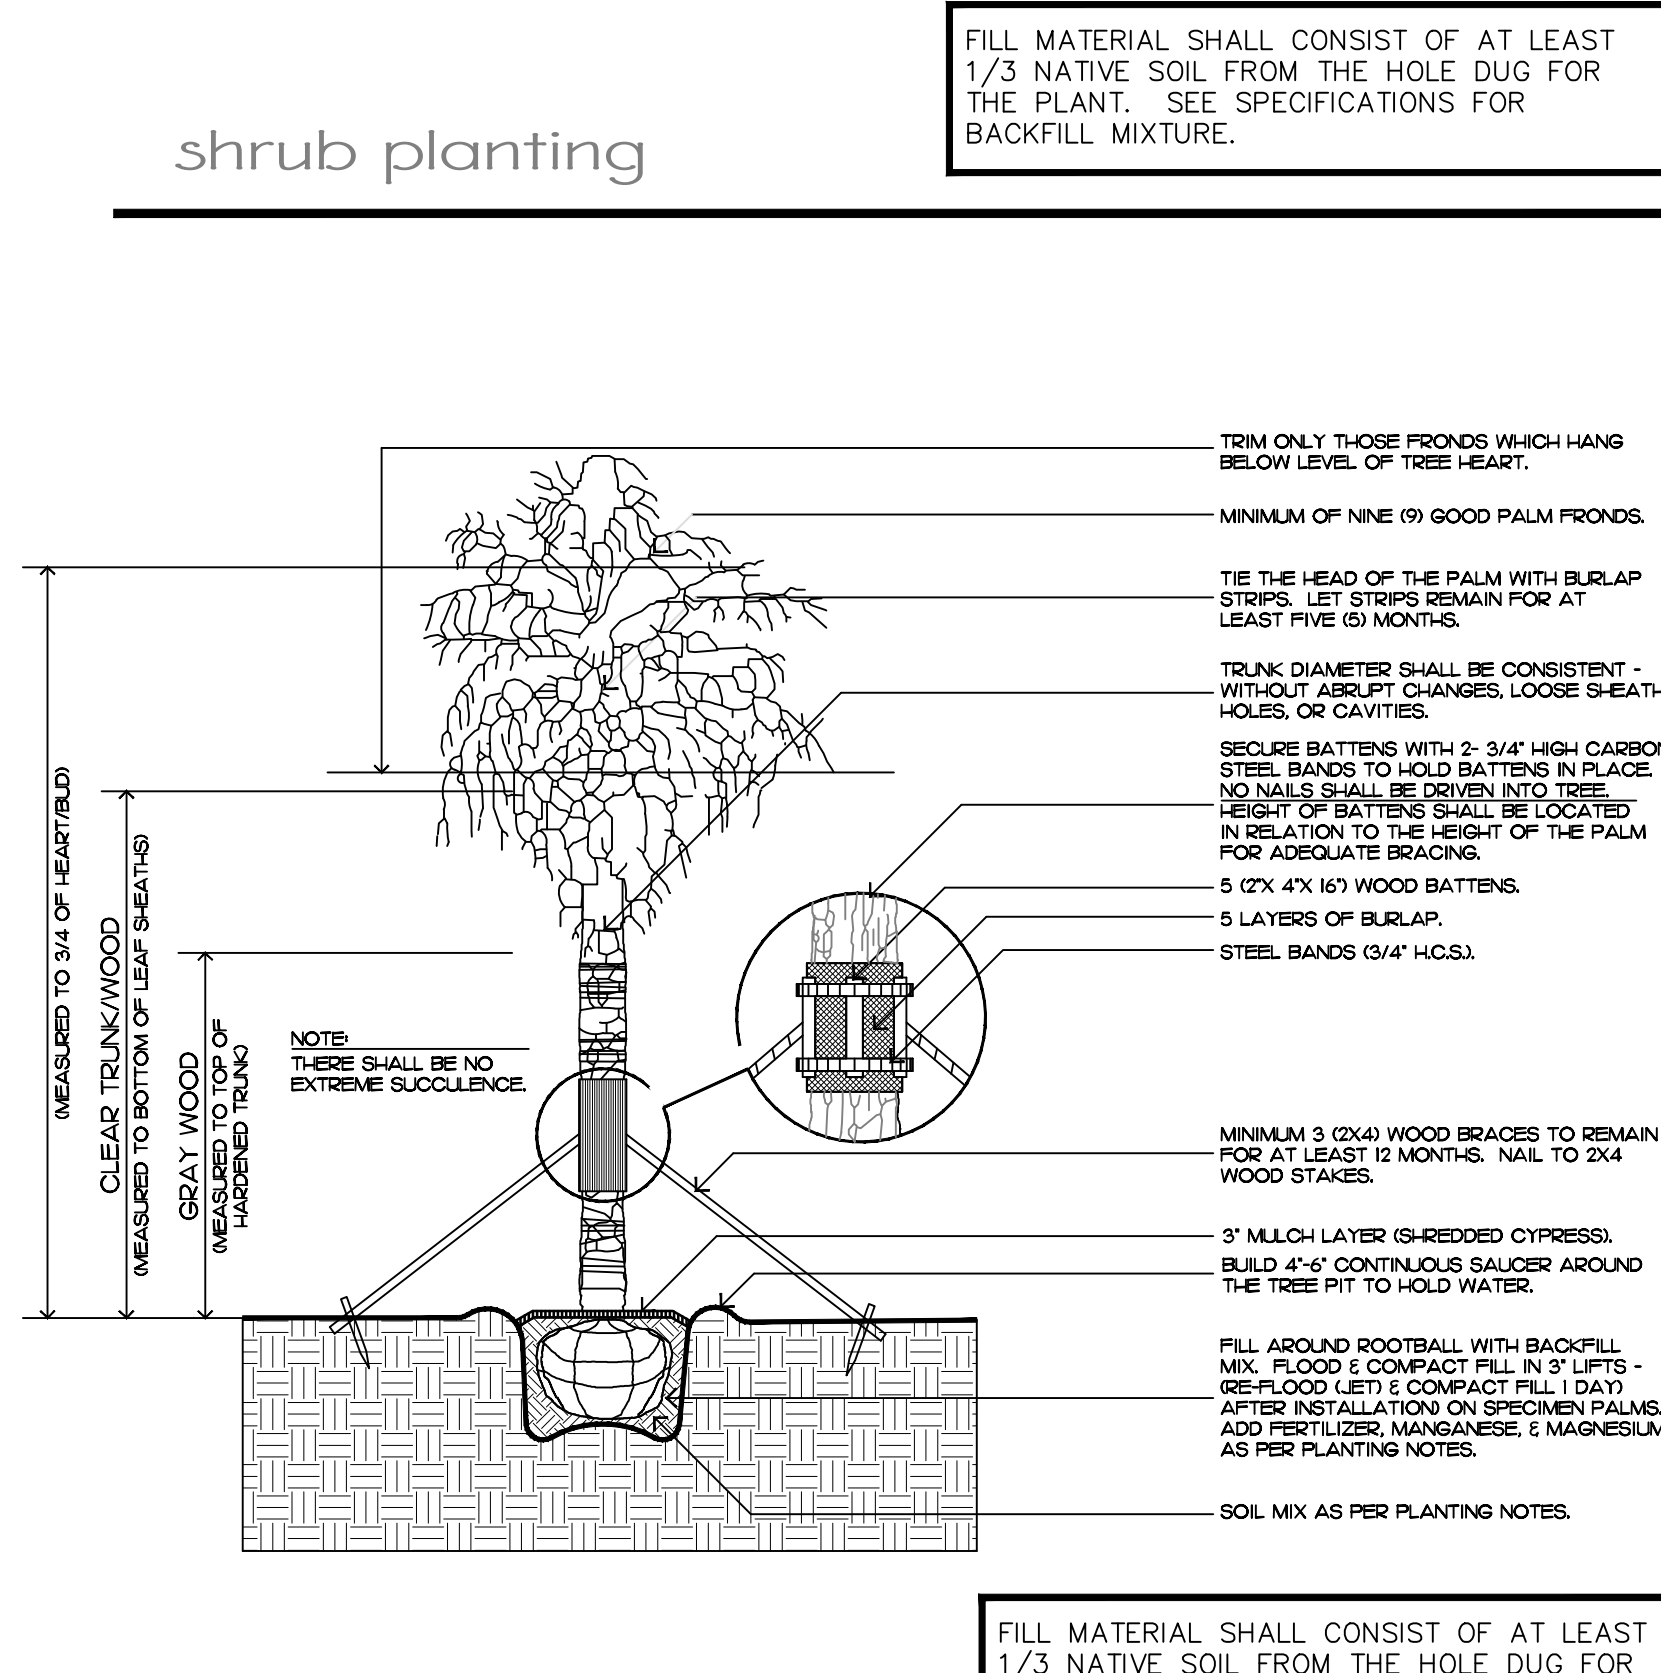 FILL MATERIAL SHALL CONSIST OF AT LEAST
1/3 NATIVE SOIL FROM THE HOLE DUG FOR
THE PLANT. SEE SPECIFICATIONS FOR
BACKFILL MIXTURE.
shrub planting
TRIM ONLY THOSE FRONDS WHICH HANG
BELOW LEVEL OF TREE HEART.
MINIMUM OF NINE (9) GOOD PALM FRONDS.
TIE THE HEAD OF THE PALM WITH BURLAP
STRIPS. LET STRIPS REMAIN FOR AT
LEAST FIVE (5) MONTHS.
TRUNK DIAMETER SHALL BE CONSISTENT -
WITHOUT ABRUPT CHANGES, LOOSE SHEATH
HOLES, OR CAVITIES.
SECURE BATTENS WITH 2- 3/4" HIGH CARBON
STEEL BANDS TO HOLD BATTENS IN PLACE.
NO NAILS SHALL BE DRIVEN INTO TREE.
HEIGHT OF BATTENS SHALL BE LOCATED
IN RELATION TO THE HEIGHT OF THE PALM
FOR ADEQUATE BRACING.
5 (2"X 4"X 16") WOOD BATTENS.
5 LAYERS OF BURLAP.
STEEL BANDS (3/4" H.C.S.).
(MEASURED TO 3/4 OF HEART/BUD)
CLEAR TRUNK/WOOD
(MEASURED TO BOTTOM OF LEAF SHEATHS)
GRAY WOOD
(MEASURED TO TOP OF
HARDENED TRUNK)
NOTE:
THERE SHALL BE NO
EXTREME SUCCULENCE.
MINIMUM 3 (2X4) WOOD BRACES TO REMAIN
FOR AT LEAST 12 MONTHS. NAIL TO 2X4
WOOD STAKES.
3" MULCH LAYER (SHREDDED CYPRESS).
BUILD 4"-6" CONTINUOUS SAUCER AROUND
THE TREE PIT TO HOLD WATER.
FILL AROUND ROOTBALL WITH BACKFILL
MIX. FLOOD & COMPACT FILL IN 3" LIFTS -
(RE-FLOOD (JET) & COMPACT FILL 1 DAY)
AFTER INSTALLATION) ON SPECIMEN PALMS.
ADD FERTILIZER, MANGANESE, & MAGNESIUM
AS PER PLANTING NOTES.
SOIL MIX AS PER PLANTING NOTES.
FILL MATERIAL SHALL CONSIST OF AT LEAST
1/3 NATIVE SOIL FROM THE HOLE DUG FOR